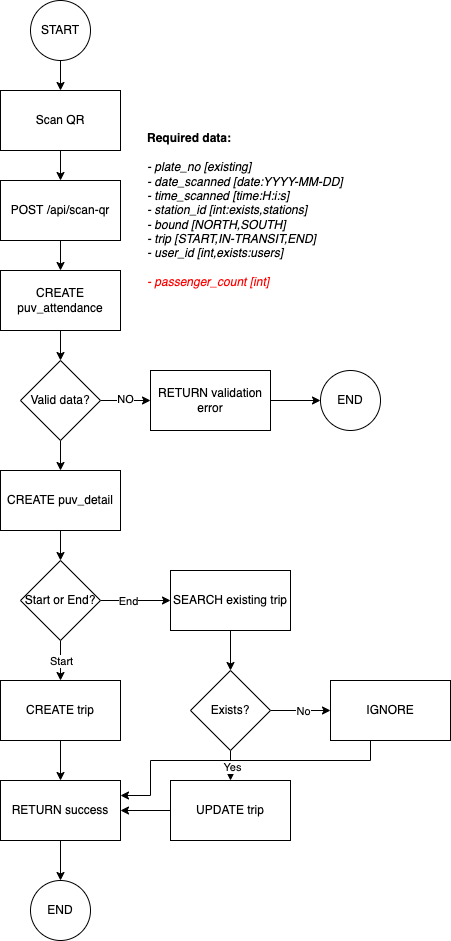 START
Scan QR
Required data:
- plate_no [existing]
- date_scanned [date:YYYY-MM-DD]
- time_scanned [time:H:i:s]
- station_id [int:exists,stations]
- bound [NORTH,SOUTH]
- trip [START,IN-TRANSIT,END]
- user_id [int,exists:users]
- passenger_count [int]
POST /api/scan-qr
CREATE
puv_attendance
Valid data?
NO
RETURN validation
error
END
CREATE puv_detail
Start or End?
End
SEARCH existing trip
Start
CREATE trip
Exists?
No
IGNORE
Yes
RETURN success
UPDATE trip
END